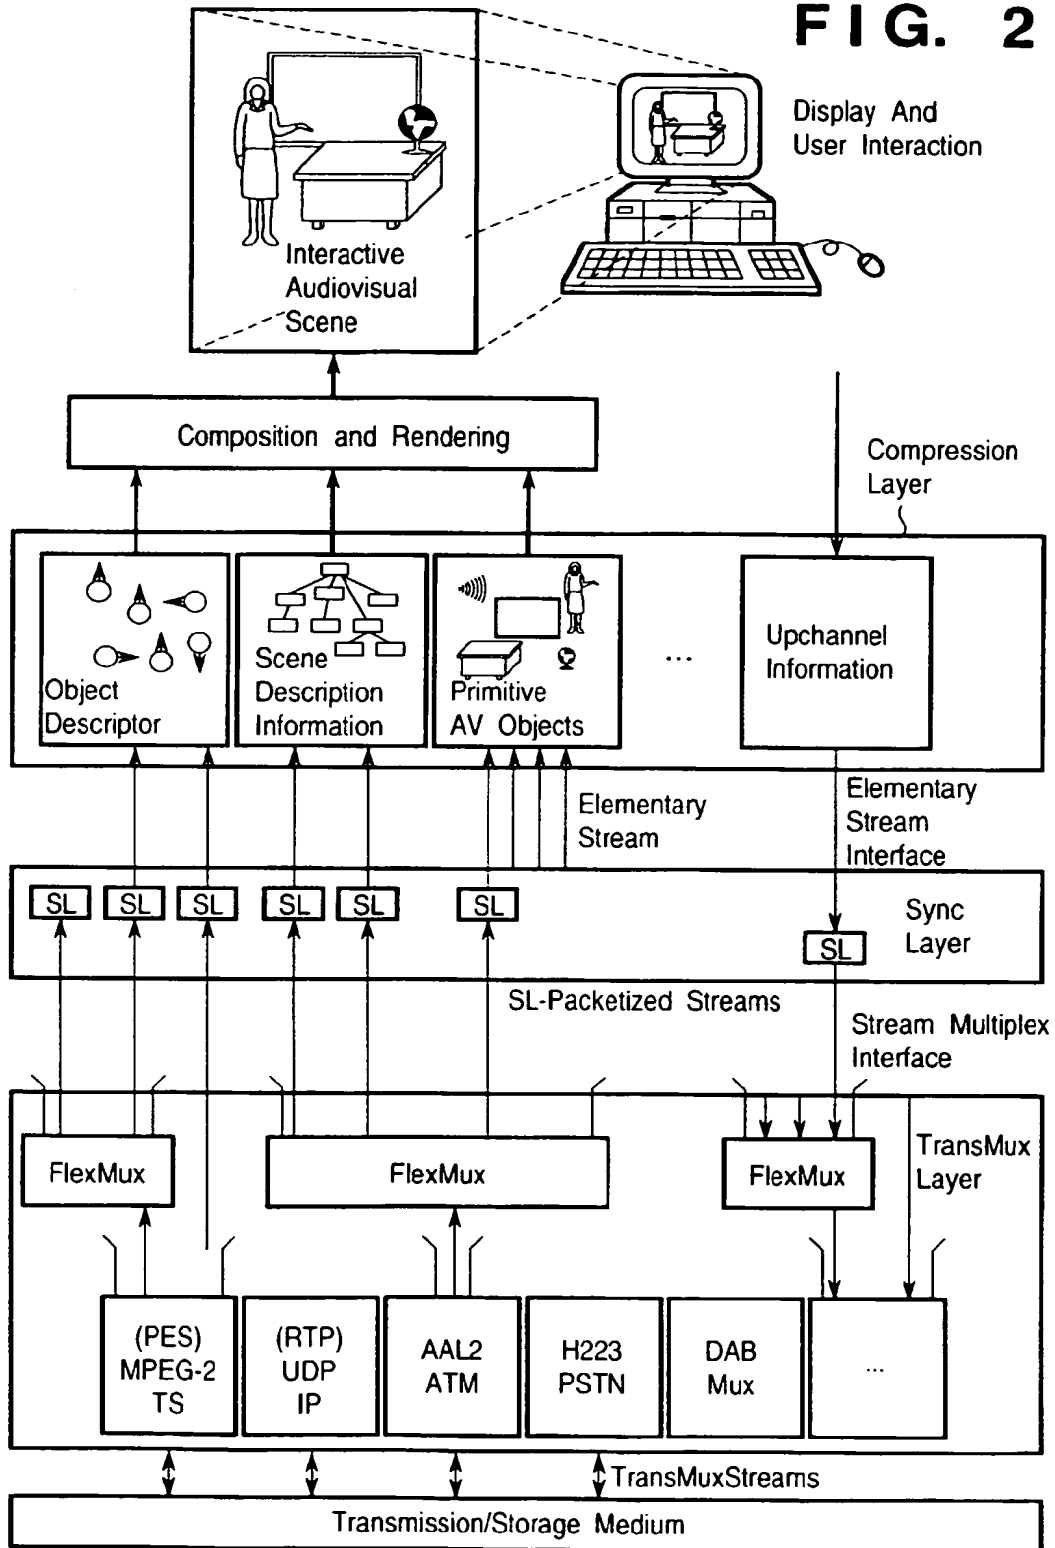 FIG. 2
Display And
User Interaction
Interactive
Audiovisual
Scene
Composition and Rendering
Compression
Layer
Object
Descriptor
Scene
Description
Information
Primitive
AV Objects
...
Upchannel
Information
Elementary
Stream
Elementary
Stream
Interface
SL
SL
SL
SL
SL
SL
SL
Sync
Layer
SL-Packetized Streams
Stream Multiplex
Interface
FlexMux
FlexMux
FlexMux
TransMux
Layer
(PES)
MPEG-2
TS
(RTP)
UDP
IP
AAL2
ATM
H223
PSTN
DAB
Mux
...
TransMuxStreams
Transmission/Storage Medium